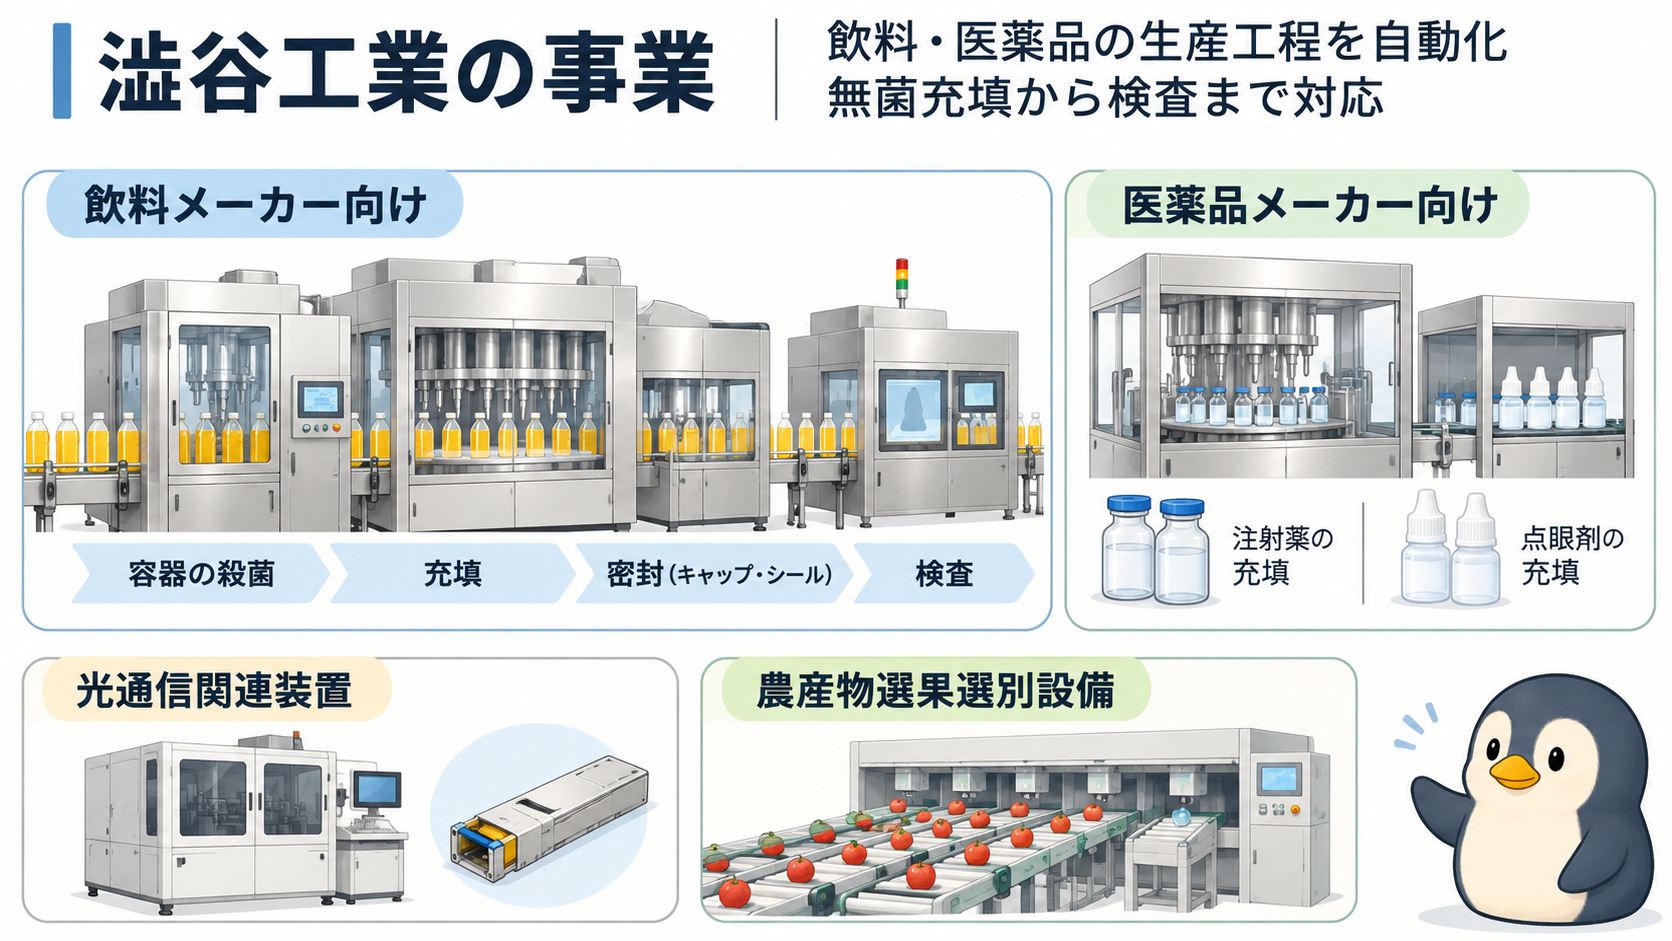 澁谷工業の事業
飲料・医薬品の生産工程を自動化
無菌充填から検査まで対応
飲料メーカー向け
容器の殺菌
充填
密封(キャップ・シール)
検査
医薬品メーカー向け
注射薬の
充填
点眼剤の
充填
光通信関連装置
農産物選果選別設備